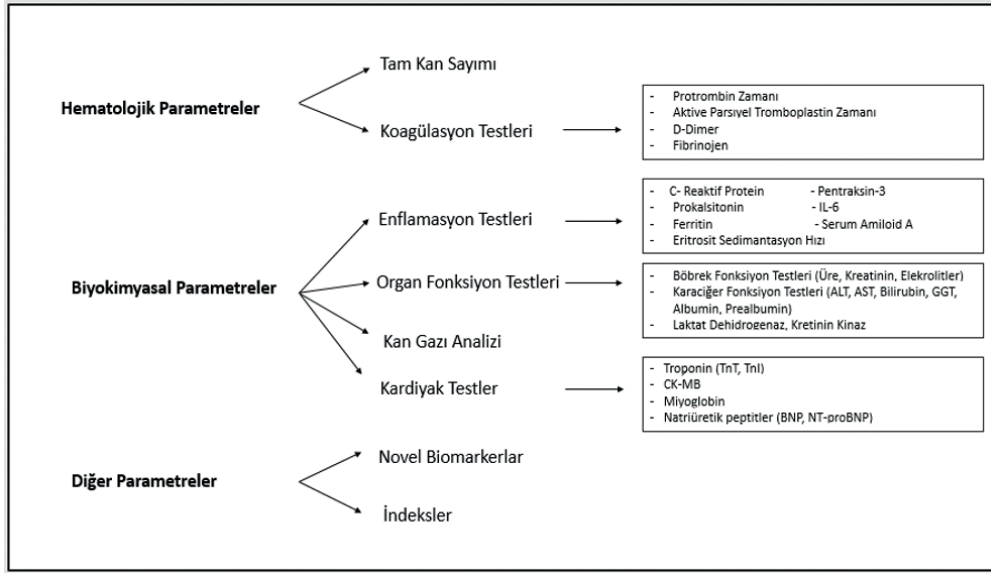 Hematolojik Parametreler
Tam Kan Sayımı
Koagülasyon Testleri
- Protrombin Zamanı
- Aktive Parsiyel Tromboplastin Zamanı
- D-Dimer
- Fibrinojen
Biyokimyasal Parametreler
Enflamasyon Testleri
- C- Reaktif Protein - Pentraksin-3
- Prokalsitonin - IL-6
- Ferritin - Serum Amiloid A
- Eritrosit Sedimantasyon Hızı
Organ Fonksiyon Testleri
- Böbrek Fonksiyon Testleri (Üre, Kreatinin, Elekrolitler)
- Karaciğer Fonksiyon Testleri (ALT, AST, Bilirubin, GGT,
Albumin, Prealbumin)
- Laktat Dehidrogenaz, Kretinin Kinaz
Kan Gazı Analizi
Kardiyak Testler
- Troponin (TnT, TnI)
- CK-MB
- Miyoglobin
- Natriüretik peptitler (BNP, NT-proBNP)
Diğer Parametreler
Novel Biomarkerlar
İndeksler